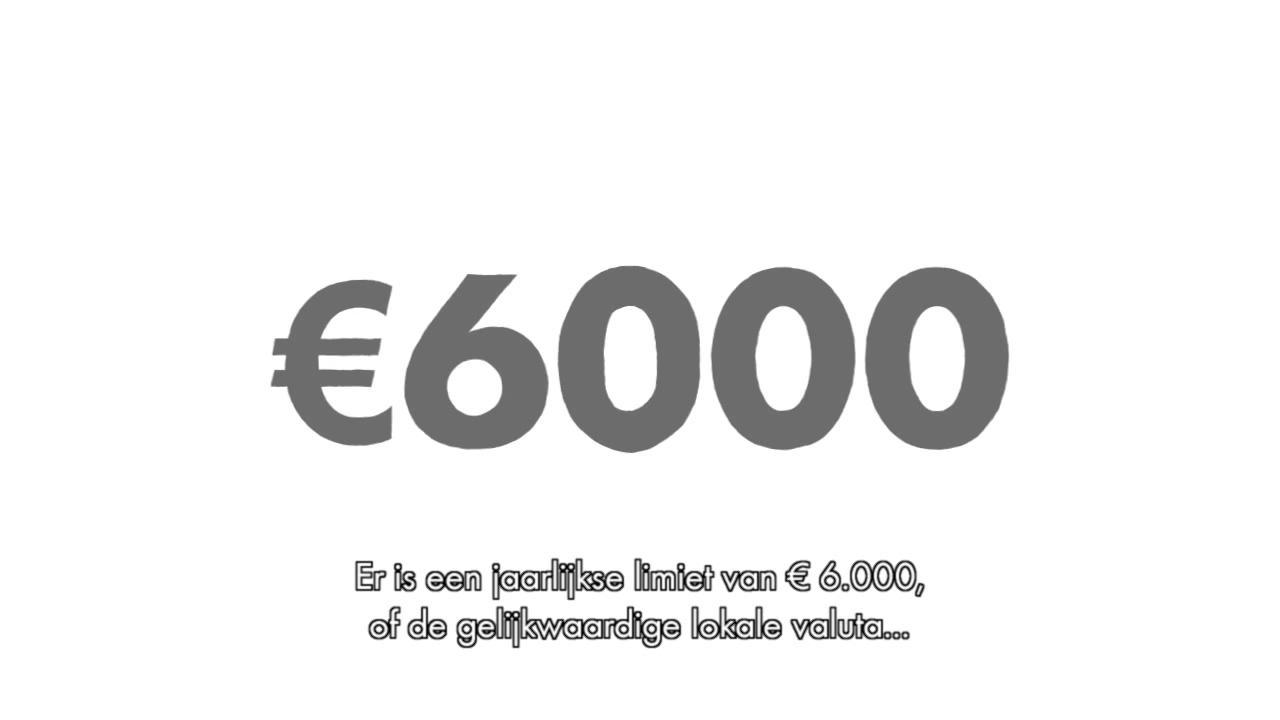 €6000
Er is een jaarlijkse limiet van € 6.000,
of de gelijkwaardige lokale valuta...